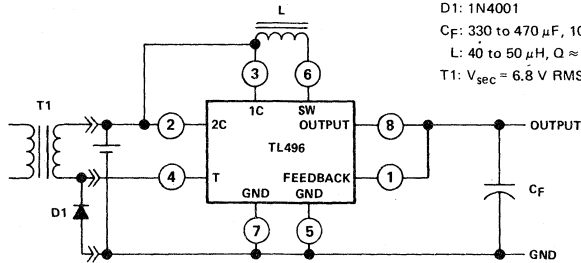 L
D1: 1N4001
CF: 330 to 470 μF, 10
L: 40 to 50 μH, Q ≈
T1: Vsec = 6.8 V RMS
3
6
T1
1C
SW
2
2C
OUTPUT
8
OUTPUT
TL496
4
T
FEEDBACK
1
CF
GND
GND
D1
7
5
GND